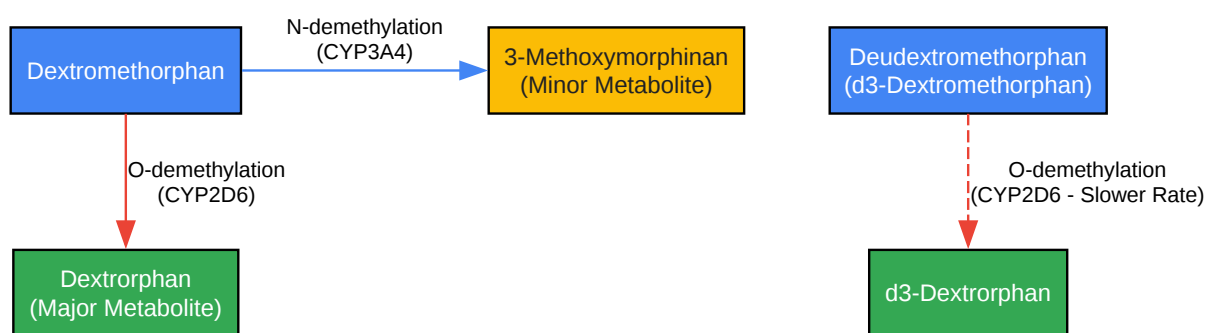 N-demethylation
(CYP3A4)
Dextromethorphan
3-Methoxymorphinan
(Minor Metabolite)
Deudextromethorphan
(d3-Dextromethorphan)
O-demethylation
(CYP2D6)
O-demethylation
(CYP2D6 - Slower Rate)
Dextrorphan
(Major Metabolite)
d3-Dextrorphan